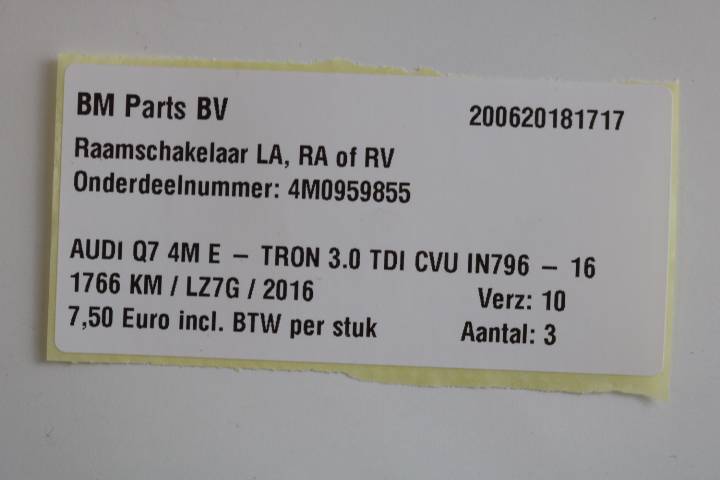 BM Parts BV 200620181717
Raamschakelaar LA, RA of RV
Onderdeelnummer: 4M0959855
AUDI Q7 4M E – TRON 3.0 TDI CVU IN796 – 16
1766 KM / LZ7G / 2016 Verz: 10
7,50 Euro incl. BTW per stuk Aantal: 3